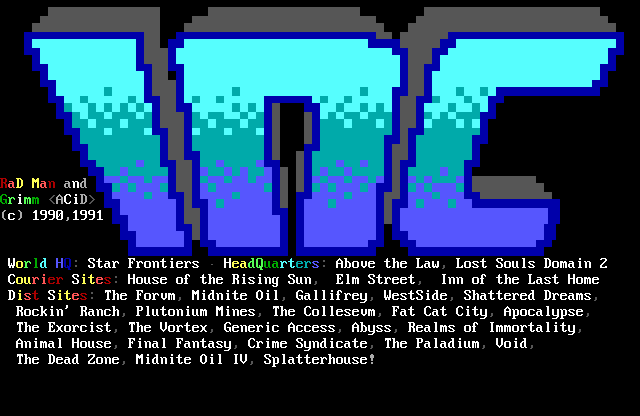 RaD Man and
Grimm <ACiD>
(c) 1990,1991
World HQ: Star Frontiers - HeadQuarters: Above the Law, Lost Souls Domain 2
Courier Sites: House of the Rising Sun, Elm Street, Inn of the Last Home
Dist Sites: The Forvm, Midnite Oil, Gallifrey, WestSide, Shattered Dreams,
Rockin' Ranch, Plutonium Mines, The Collesevm, Fat Cat City, Apocalypse,
The Exorcist, The Vortex, Generic Access, Abyss, Realms of Immortality,
Animal House, Final Fantasy, Crime Syndicate, The Paladium, Void,
The Dead Zone, Midnite Oil IV, Splatterhouse!